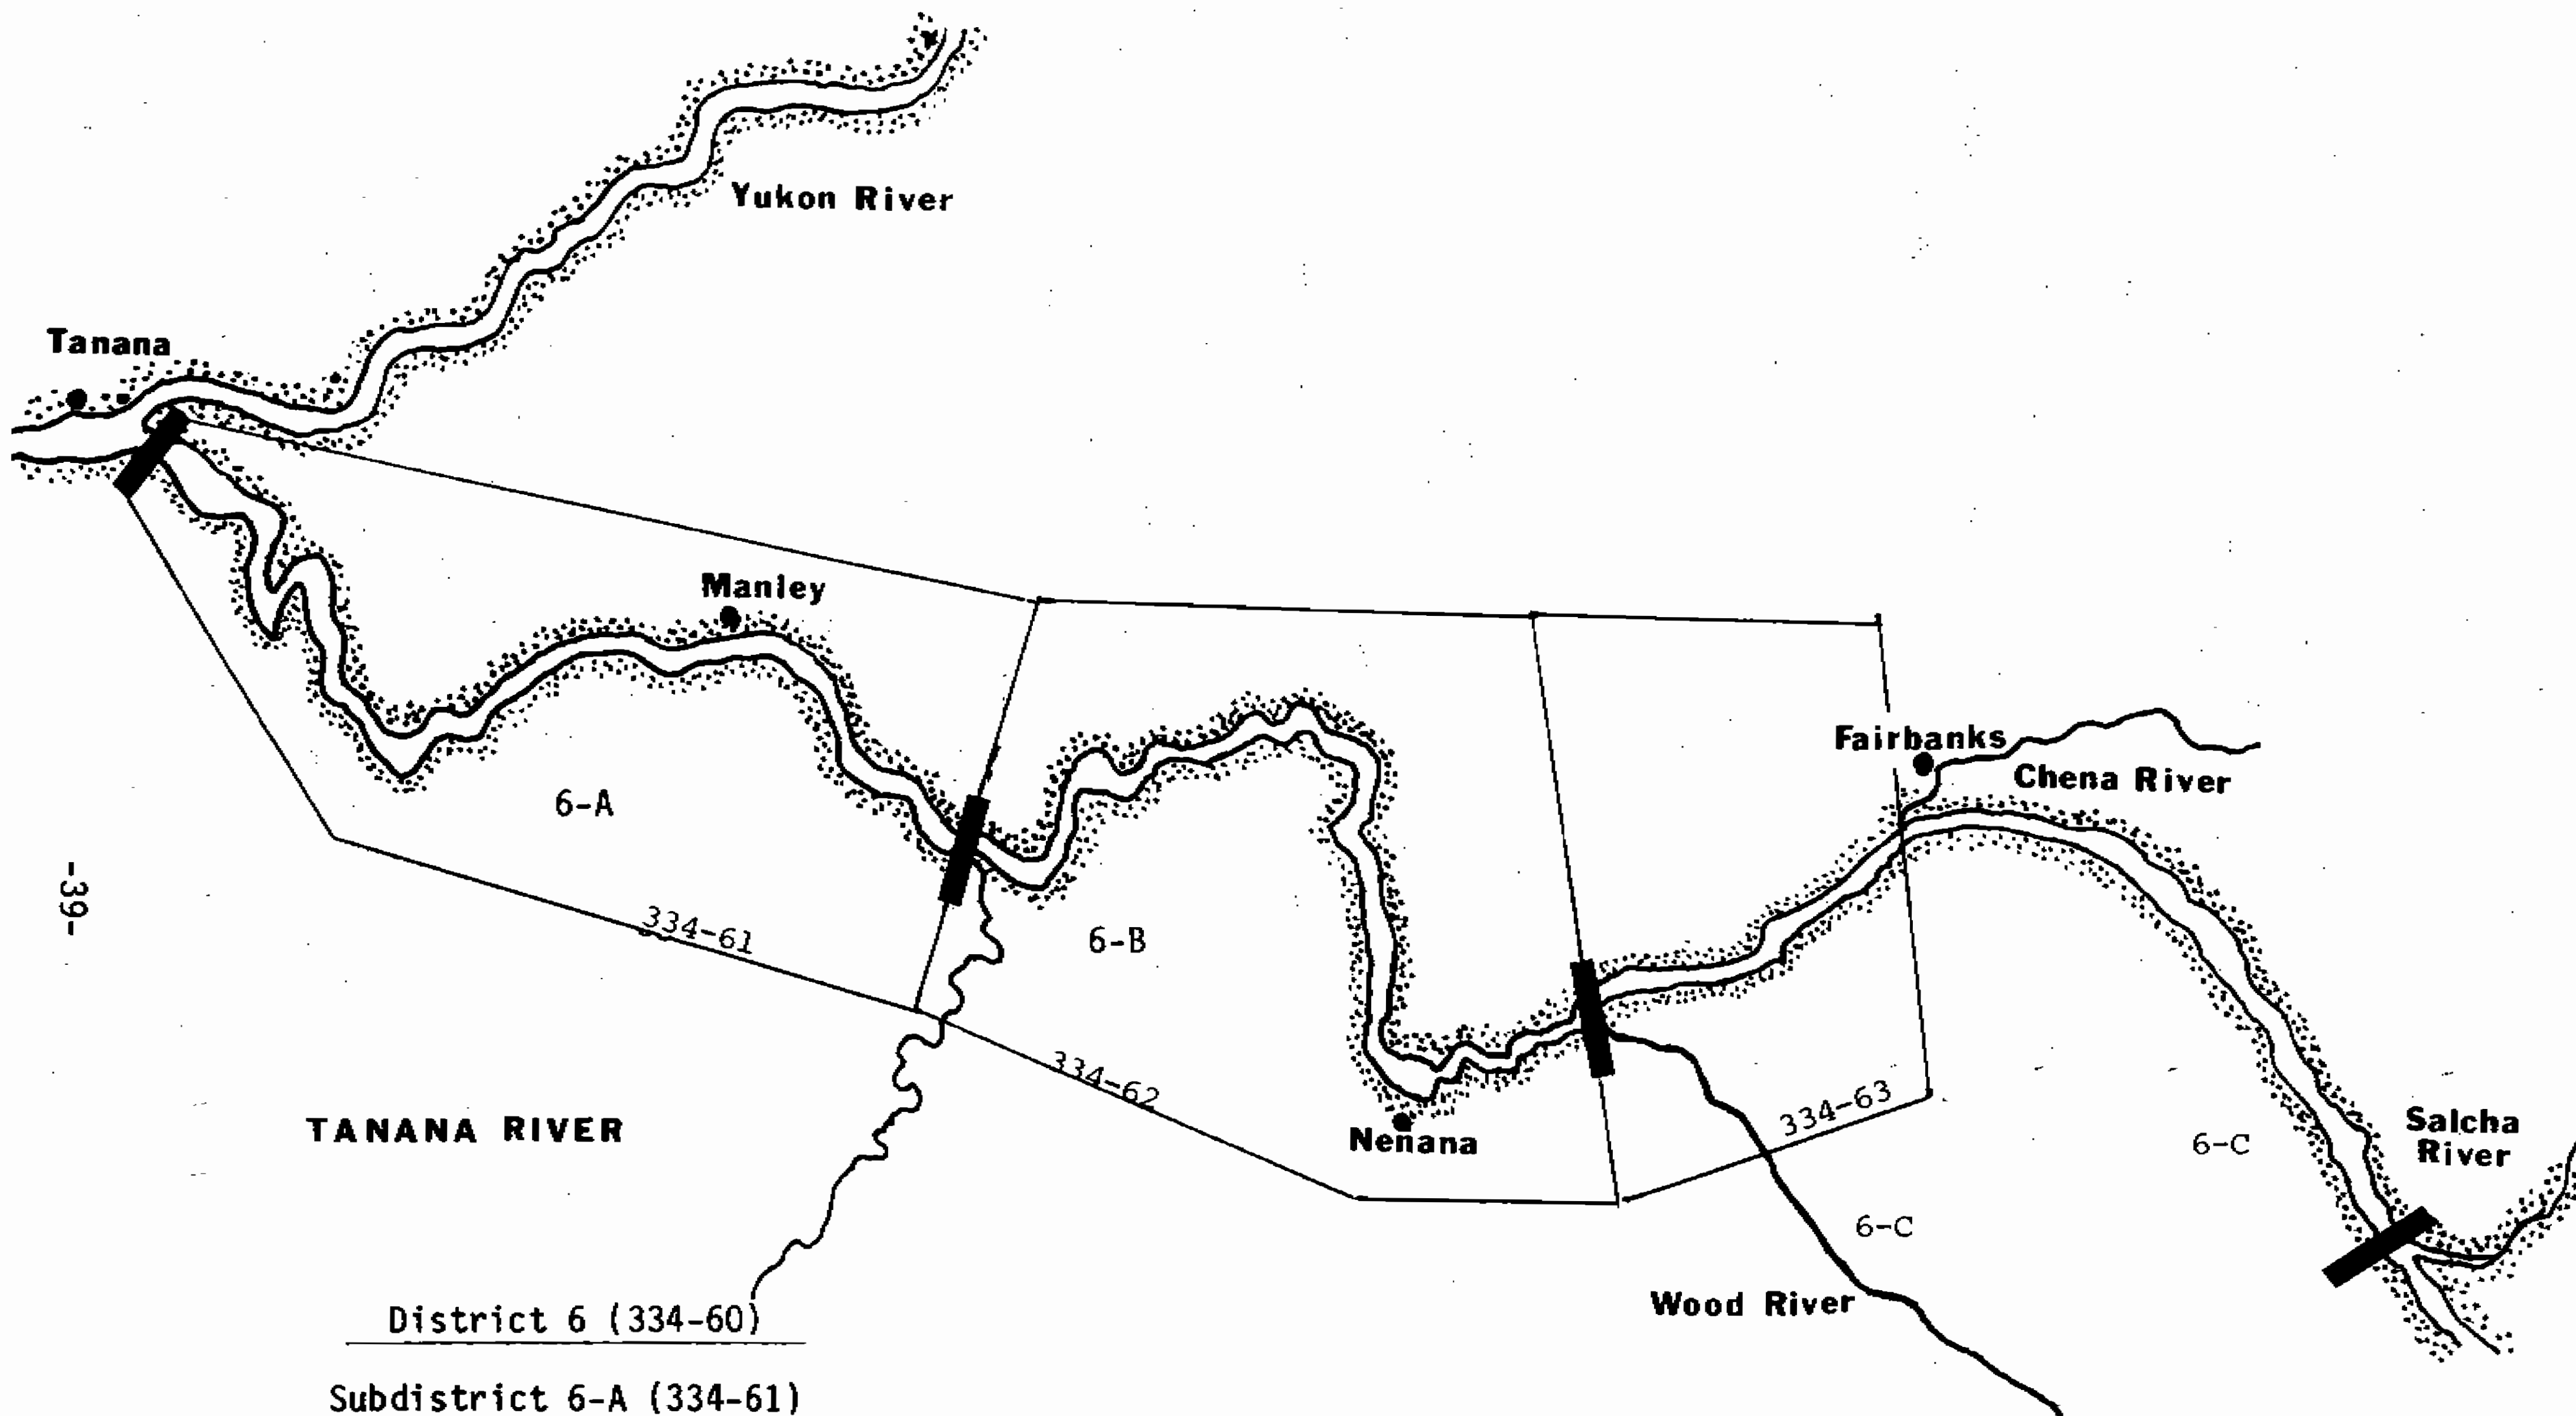 Yukon River
Tanana
Manley
Fairbanks
Chena River
6-A
-39-
334-61
6-B
334-62
TANANA RIVER
Nenana
334-63
6-C
Salcha
River
6-C
Wood River
District 6 (334-60)
Subdistrict 6-A (334-61)